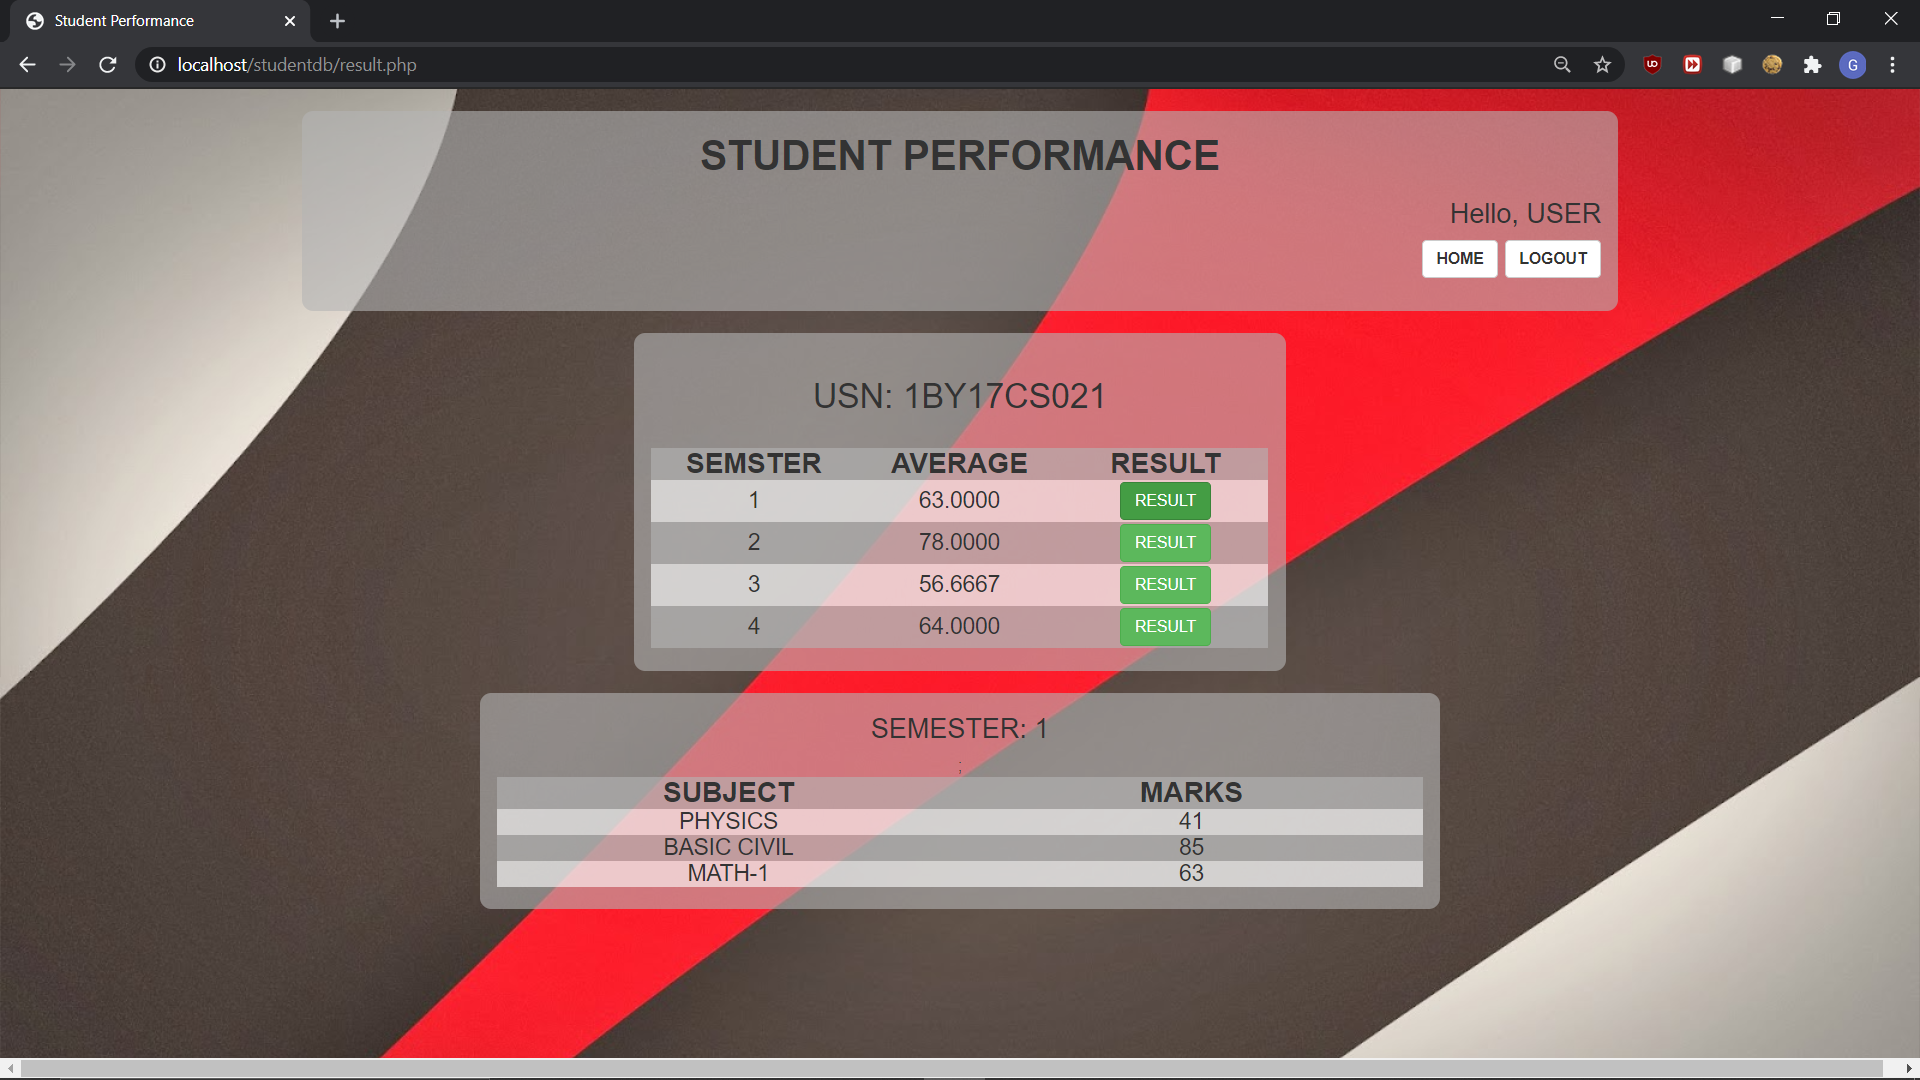 Student Performance
localhost/studentdb/result.php
G
STUDENT PERFORMANCE
Hello, USER
HOME LOGOUT
USN: 1BY17CS021
SEMSTER AVERAGE RESULT
1 63.0000 RESULT
2 78.0000 RESULT
3 56.6667 RESULT
4 64.0000 RESULT
SEMESTER: 1
;
SUBJECT MARKS
PHYSICS 41
BASIC CIVIL 85
MATH-1 63